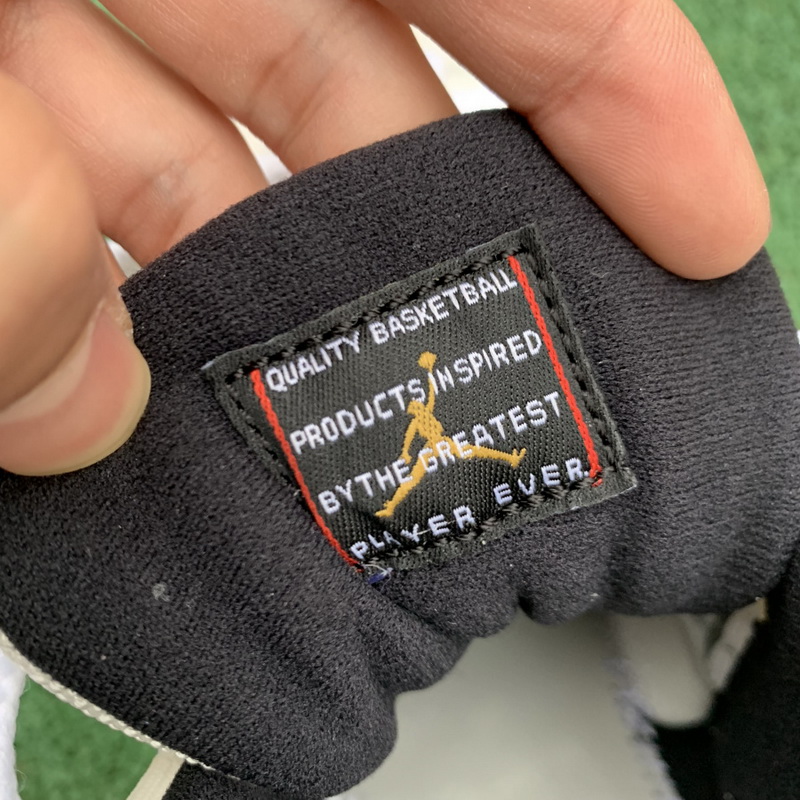 QUALITY BASKETBALL
PRODUCTS INSPIRED
BY THE GREATEST
PLAYER EVER.